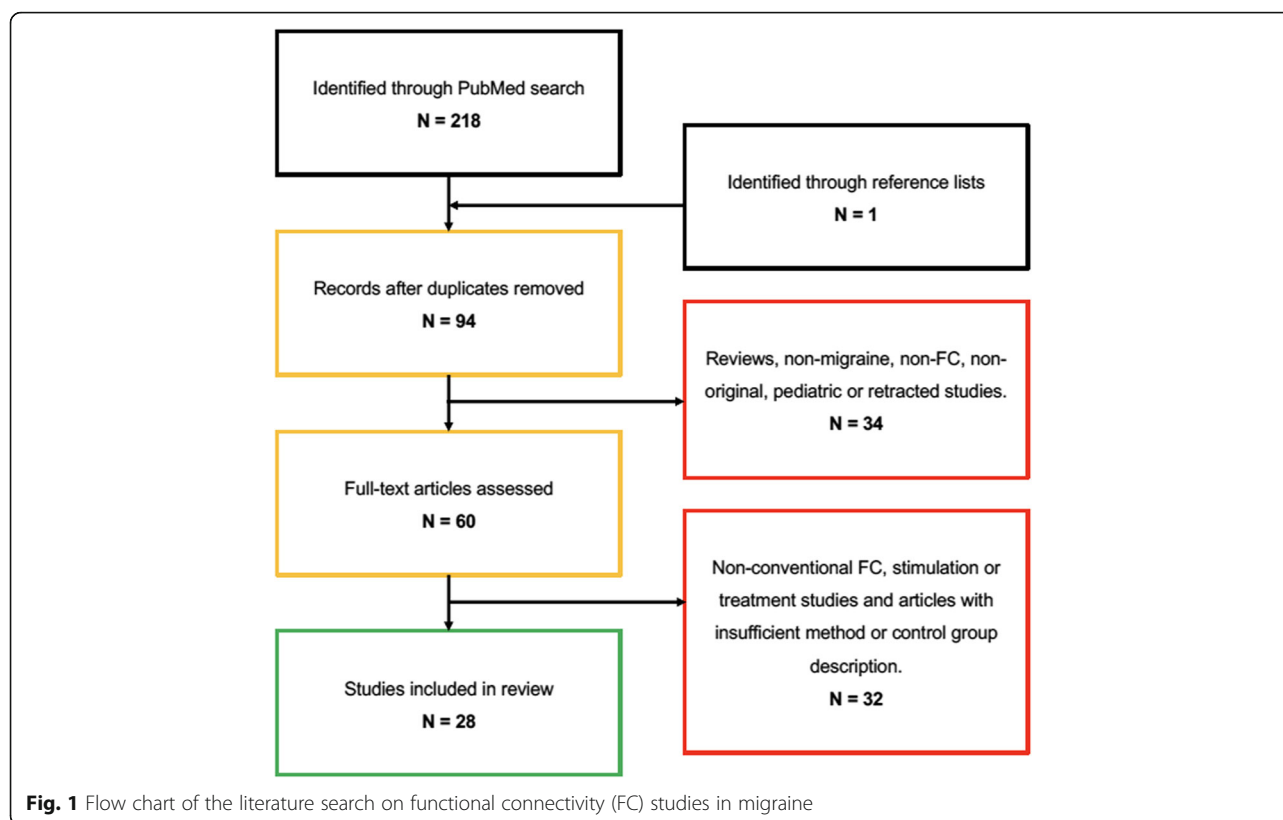 Identified through PubMed search
N = 218
Identified through reference lists
N = 1
Records after duplicates removed
N = 94
Reviews, non-migraine, non-FC, non-
original, pediatric or retracted studies.
N = 34
Full-text articles assessed
N = 60
Non-conventional FC, stimulation or
treatment studies and articles with
insufficient method or control group
description.
N = 32
Studies included in review
N = 28
Fig. 1 Flow chart of the literature search on functional connectivity (FC) studies in migraine